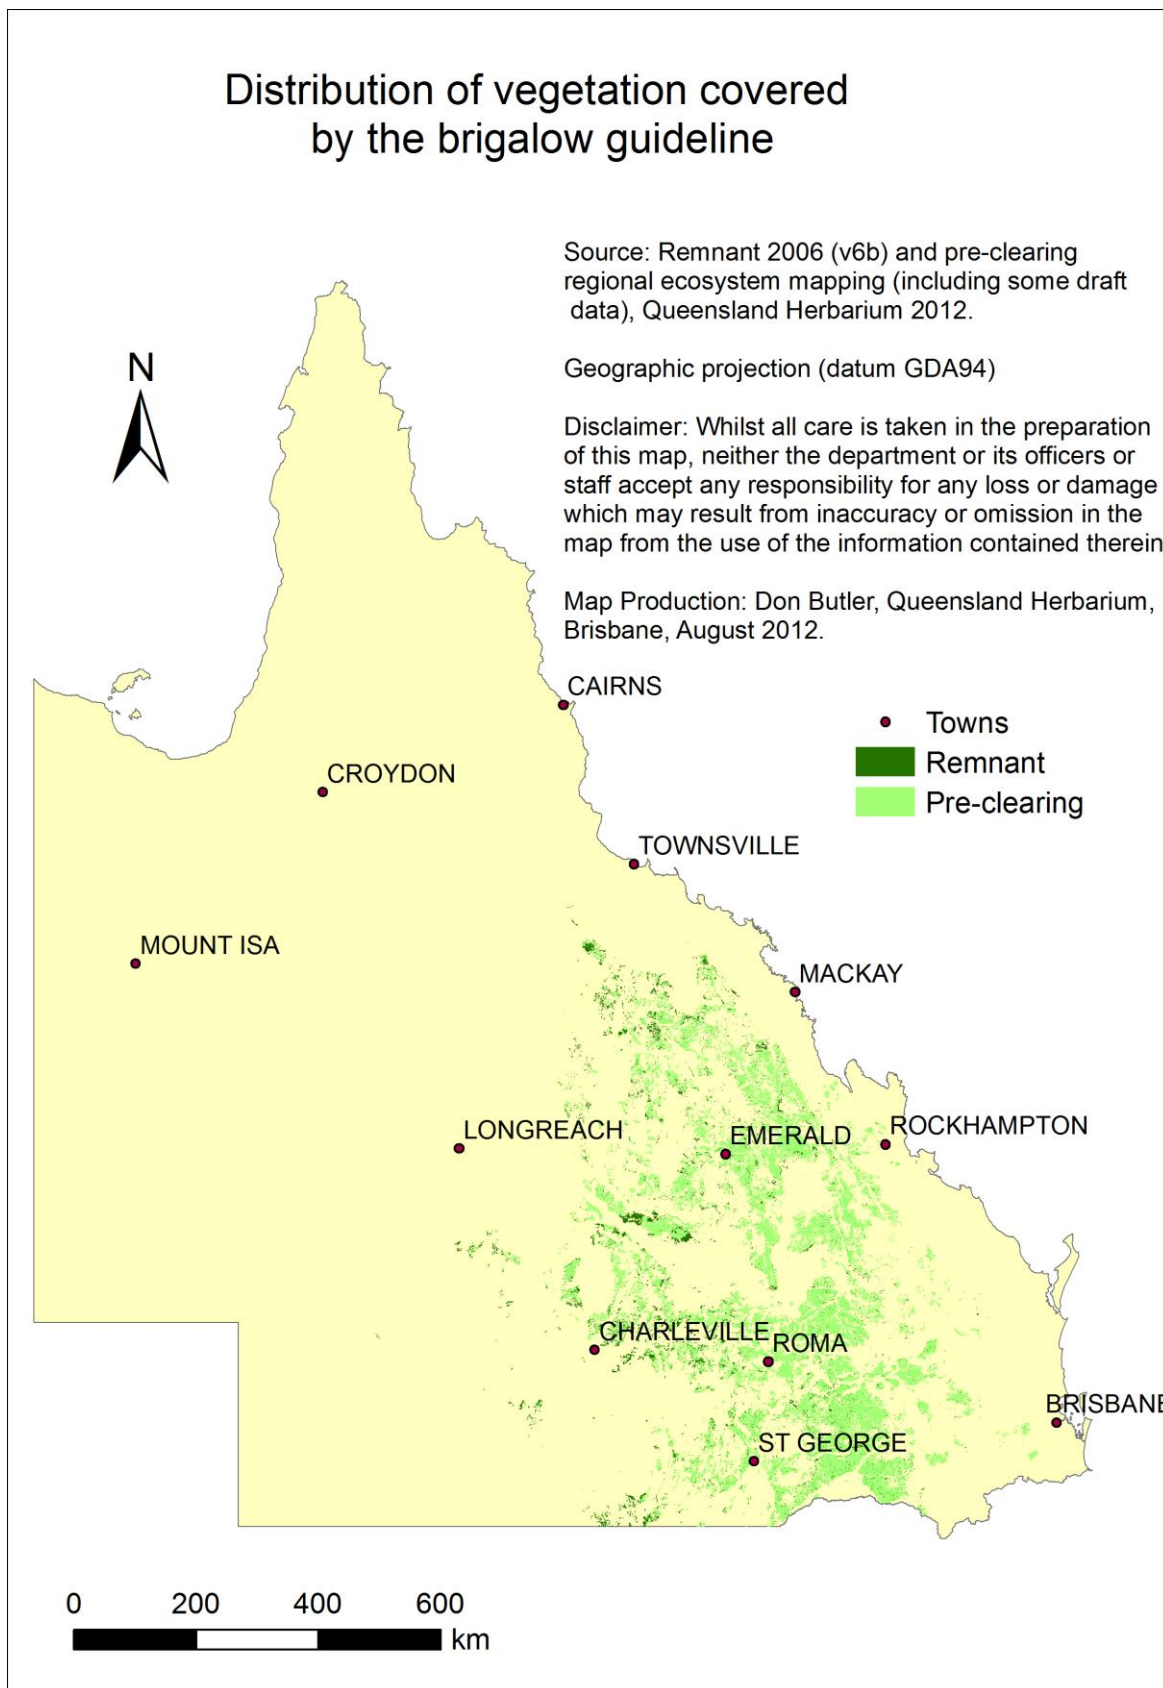 Distribution of vegetation covered
by the brigalow guideline
Source: Remnant 2006 (v6b) and pre-clearing
regional ecosystem mapping (including some draft
data), Queensland Herbarium 2012.
Geographic projection (datum GDA94)
Disclaimer: Whilst all care is taken in the preparation
of this map, neither the department or its officers or
staff accept any responsibility for any loss or damage
which may result from inaccuracy or omission in the
map from the use of the information contained therein
Map Production: Don Butler, Queensland Herbarium,
Brisbane, August 2012.
N
CAIRNS
Towns
Remnant
Pre-clearing
CROYDON
TOWNSVILLE
MOUNT ISA
MACKAY
LONGREACH
EMERALD
ROCKHAMPTON
CHARLEVILLE
ROMA
BRISBANE
ST GEORGE
0 200 400 600
km